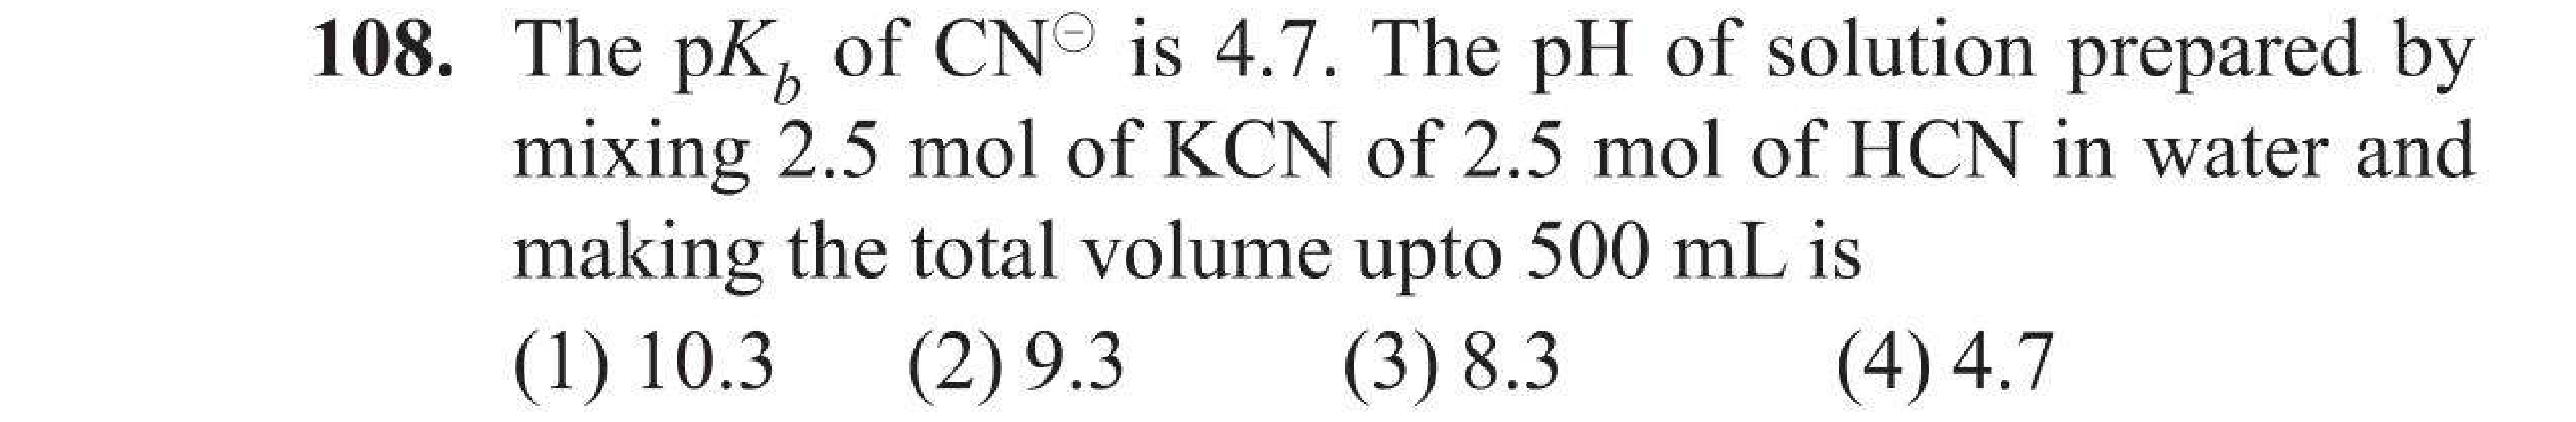 108. The pK_b of CN⊖ is 4.7. The pH of solution prepared by
mixing 2.5 mol of KCN of 2.5 mol of HCN in water and
making the total volume upto 500 mL is
(1) 10.3 (2) 9.3 (3) 8.3 (4) 4.7